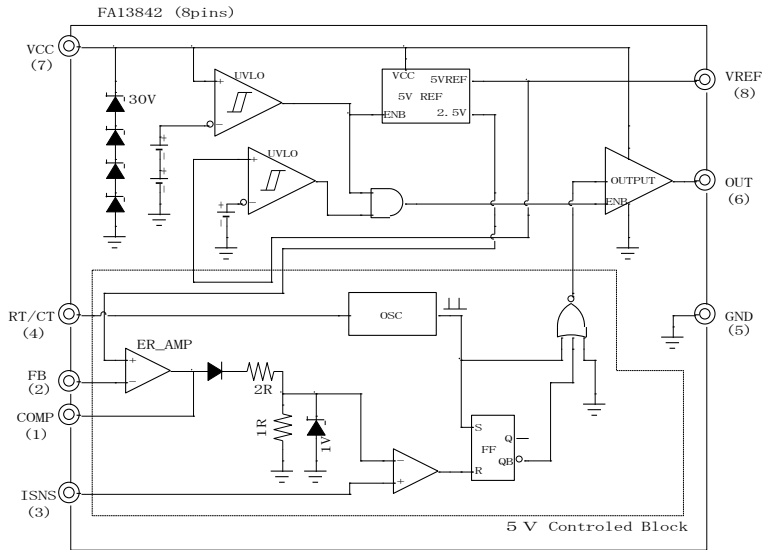 FA13842 (8pins)
VCC
(7)
30V
UVLO
VCC
5VREF
5V REF
2.5V
ENB
VREF
(8)
UVLO
OUTPUT
ENB
OUT
(6)
RT/CT
(4)
OSC
GND
(5)
ER_AMP
FB
(2)
COMP
(1)
2R
1R
1V
S
FF
Q
QB
R
ISNS
(3)
5 V Controled Block